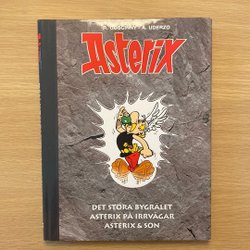 R. GOSCINNY • A. UDERZO
Asterix
DET STORA BYGRÄLET
ASTERIX PÅ IRRVÄGAR
ASTERIX & SON